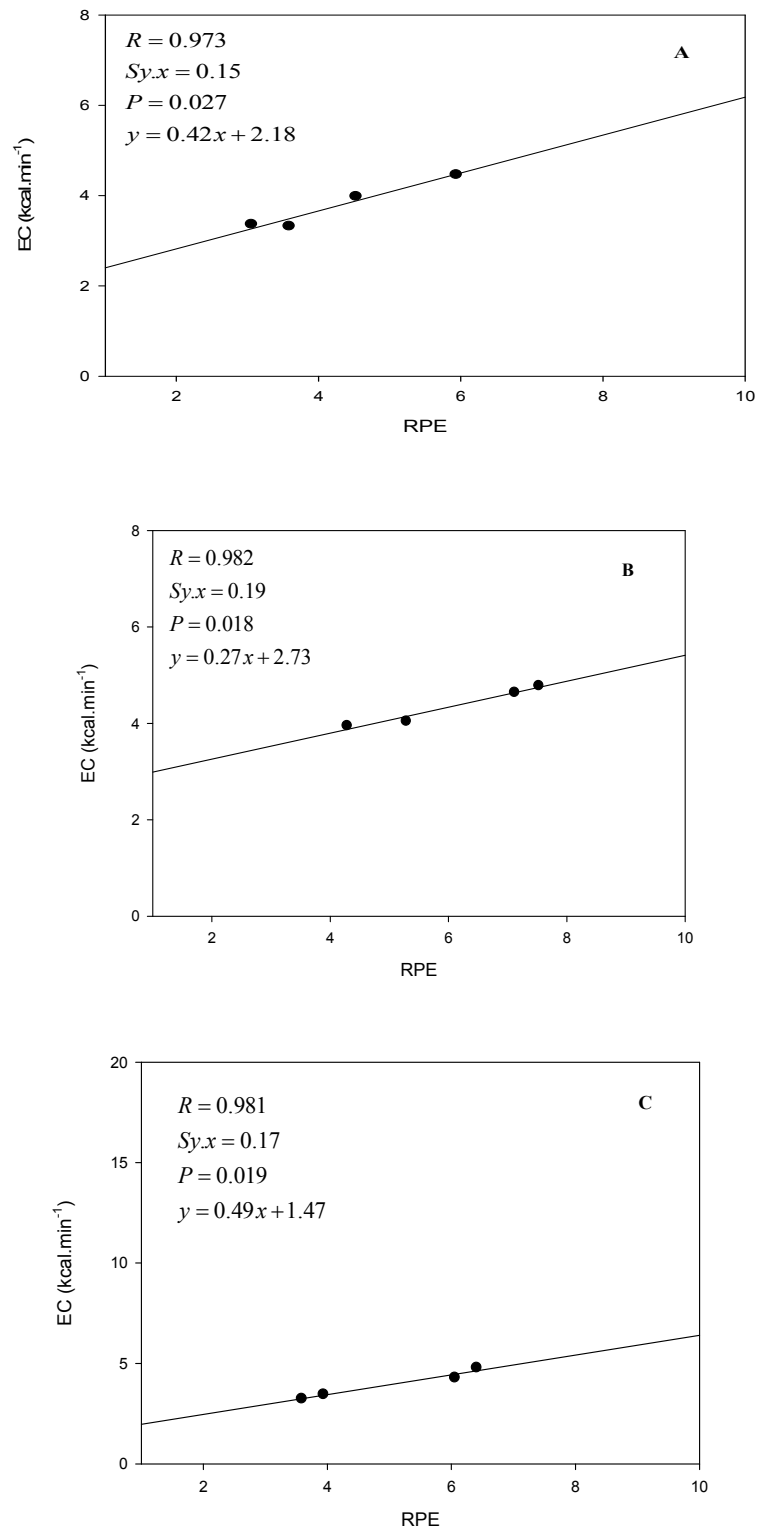 8
R = 0.973
A
Sy.x = 0.15
6
P = 0.027
y = 0.42x + 2.18
EC (kcal.min⁻¹)
4
2
0
2 4 6 8 10
RPE
8
R = 0.982
B
Sy.x = 0.19
P = 0.018
6
y = 0.27x + 2.73
EC (kcal.min⁻¹)
4
2
0
2 4 6 8 10
RPE
20
R = 0.981
C
Sy.x = 0.17
P = 0.019
15
y = 0.49x + 1.47
EC (kcal.min⁻¹)
10
5
0
2 4 6 8 10
RPE